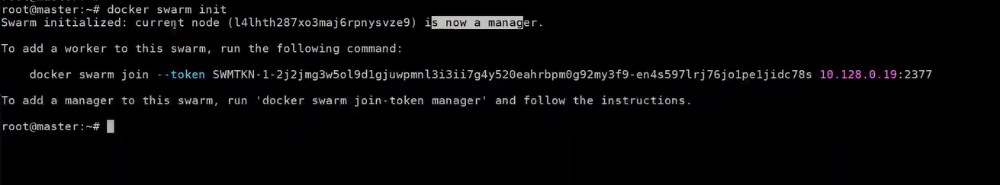 root@master:~# docker swarm init
Swarm initialized: current node (l4lhth287xo3maj6rpnysvze9) is now a manager.
To add a worker to this swarm, run the following command:
docker swarm join --token SWMTKN-1-2j2jmg3w5ol9d1gjuwpmnl3i3ii7g4y520eahrbpm0g92my3f9-en4s597lrj76jo1pe1jidc78s 10.128.0.19:2377
To add a manager to this swarm, run 'docker swarm join-token manager' and follow the instructions.
root@master:~#